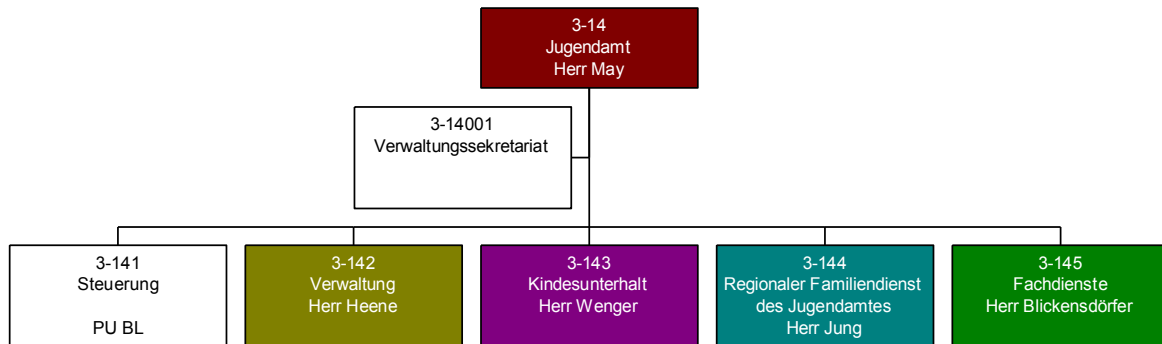 3-14
Jugendamt
Herr May
3-14001
Verwaltungssekretariat
3-141
Steuerung
PU BL
3-142
Verwaltung
Herr Heene
3-143
Kindesunterhalt
Herr Wenger
3-144
Regionaler Familiendienst
des Jugendamtes
Herr Jung
3-145
Fachdienste
Herr Blickensdörfer